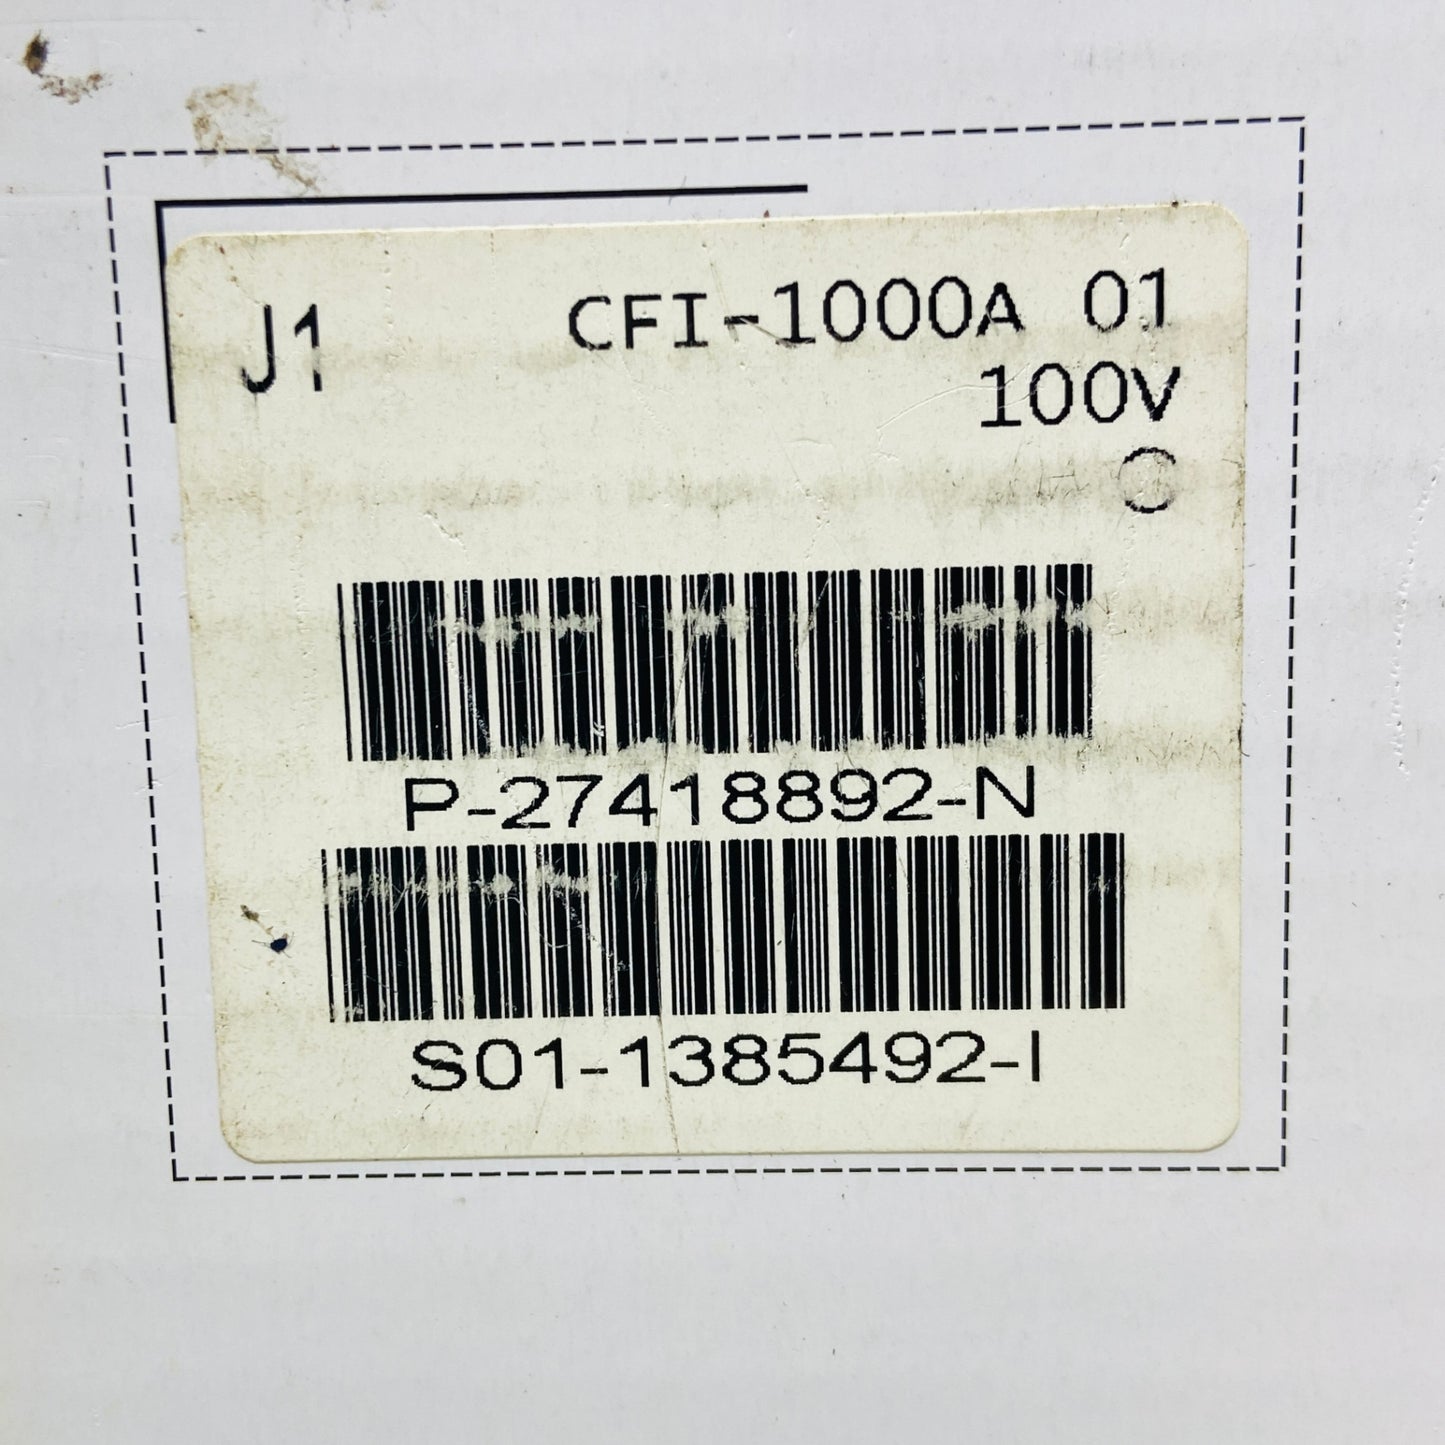 J1 CFI-1000A 01
100V
P-27418892-N
S01-1385492-I